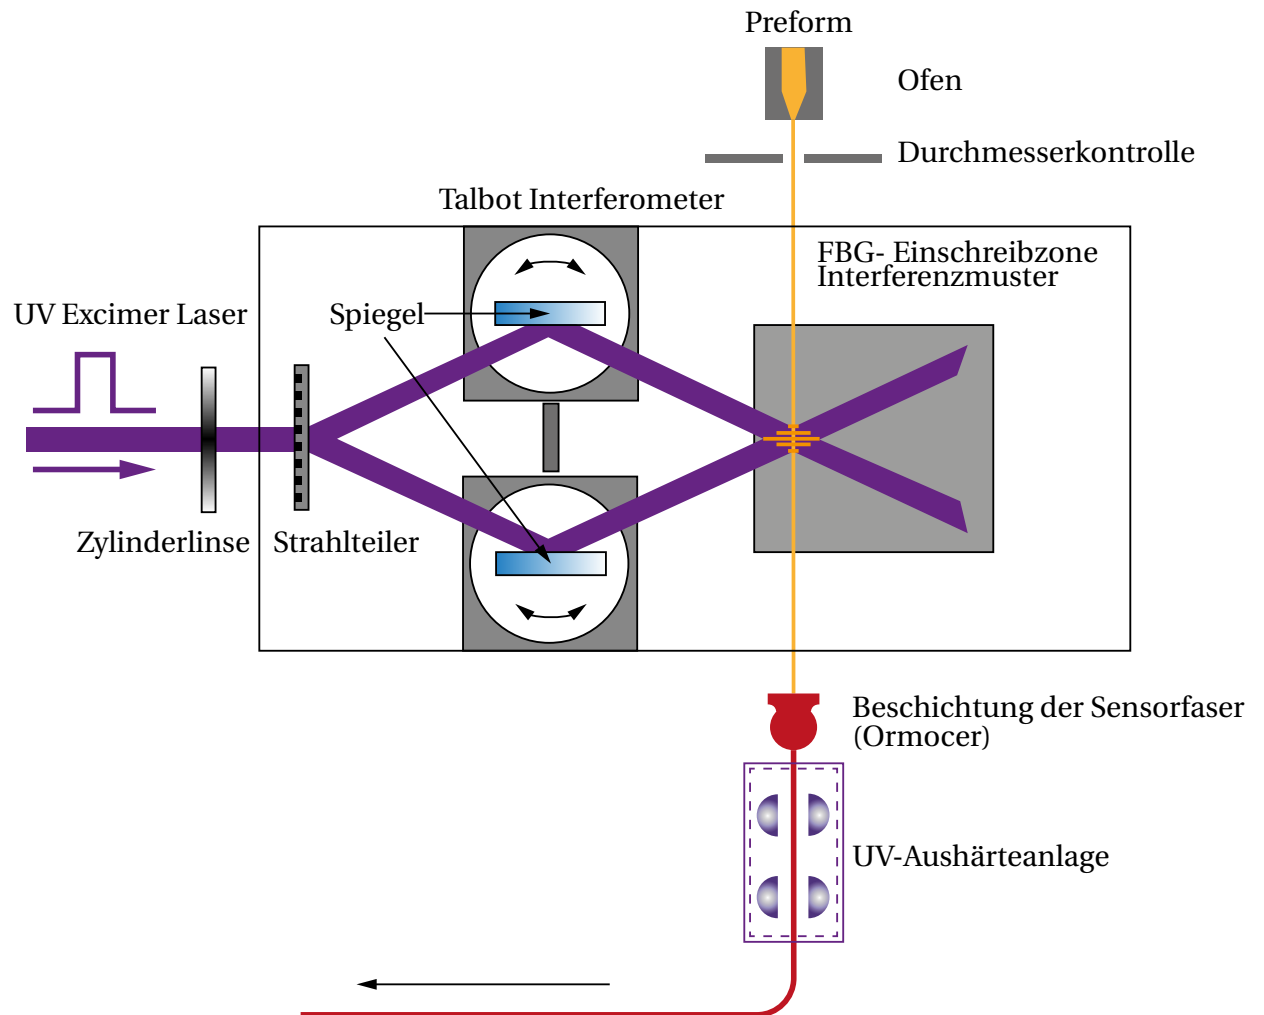 Preform
Ofen
Durchmesserkontrolle
Talbot Interferometer
FBG- Einschreibzone
Interferenzmuster
UV Excimer Laser
Spiegel
Zylinderlinse
Strahlteiler
Beschichtung der Sensorfaser
(Ormocer)
UV-Aushärteanlage